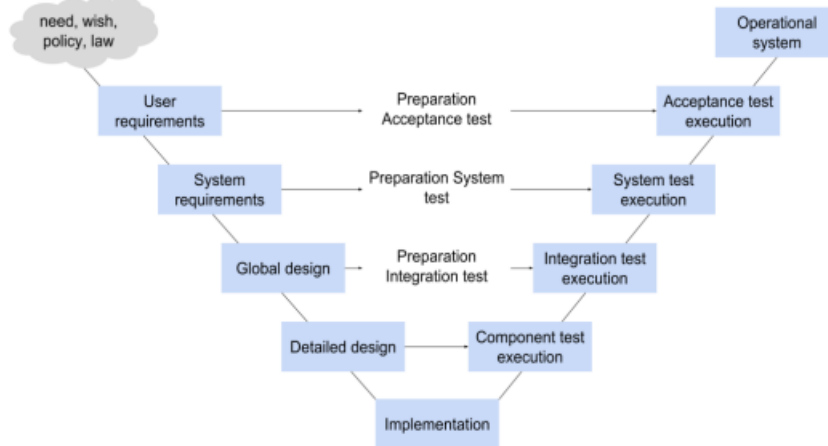 need, wish,
policy, law
Operational
system
User
requirements
Preparation
Acceptance test
Acceptance test
execution
System
requirements
Preparation System
test
System test
execution
Global design
Preparation
Integration test
Integration test
execution
Detailed design
Component test
execution
Implementation